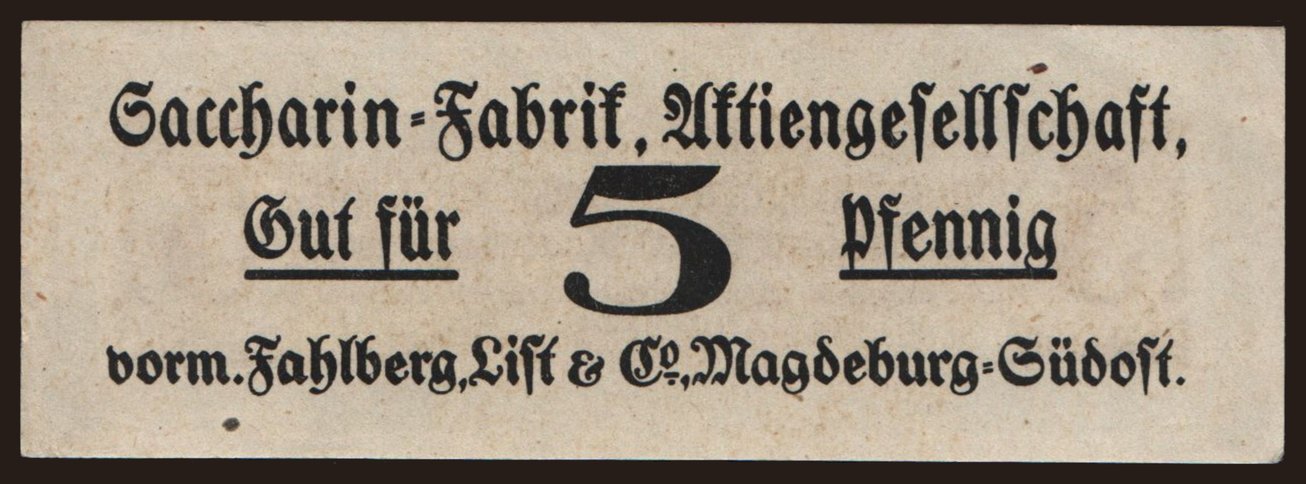 Saccharin-Fabrik, Aktiengesellschaft,
Gut für 5 Pfennig
vorm. Fahlberg, List & Co., Magdeburg-Südost.